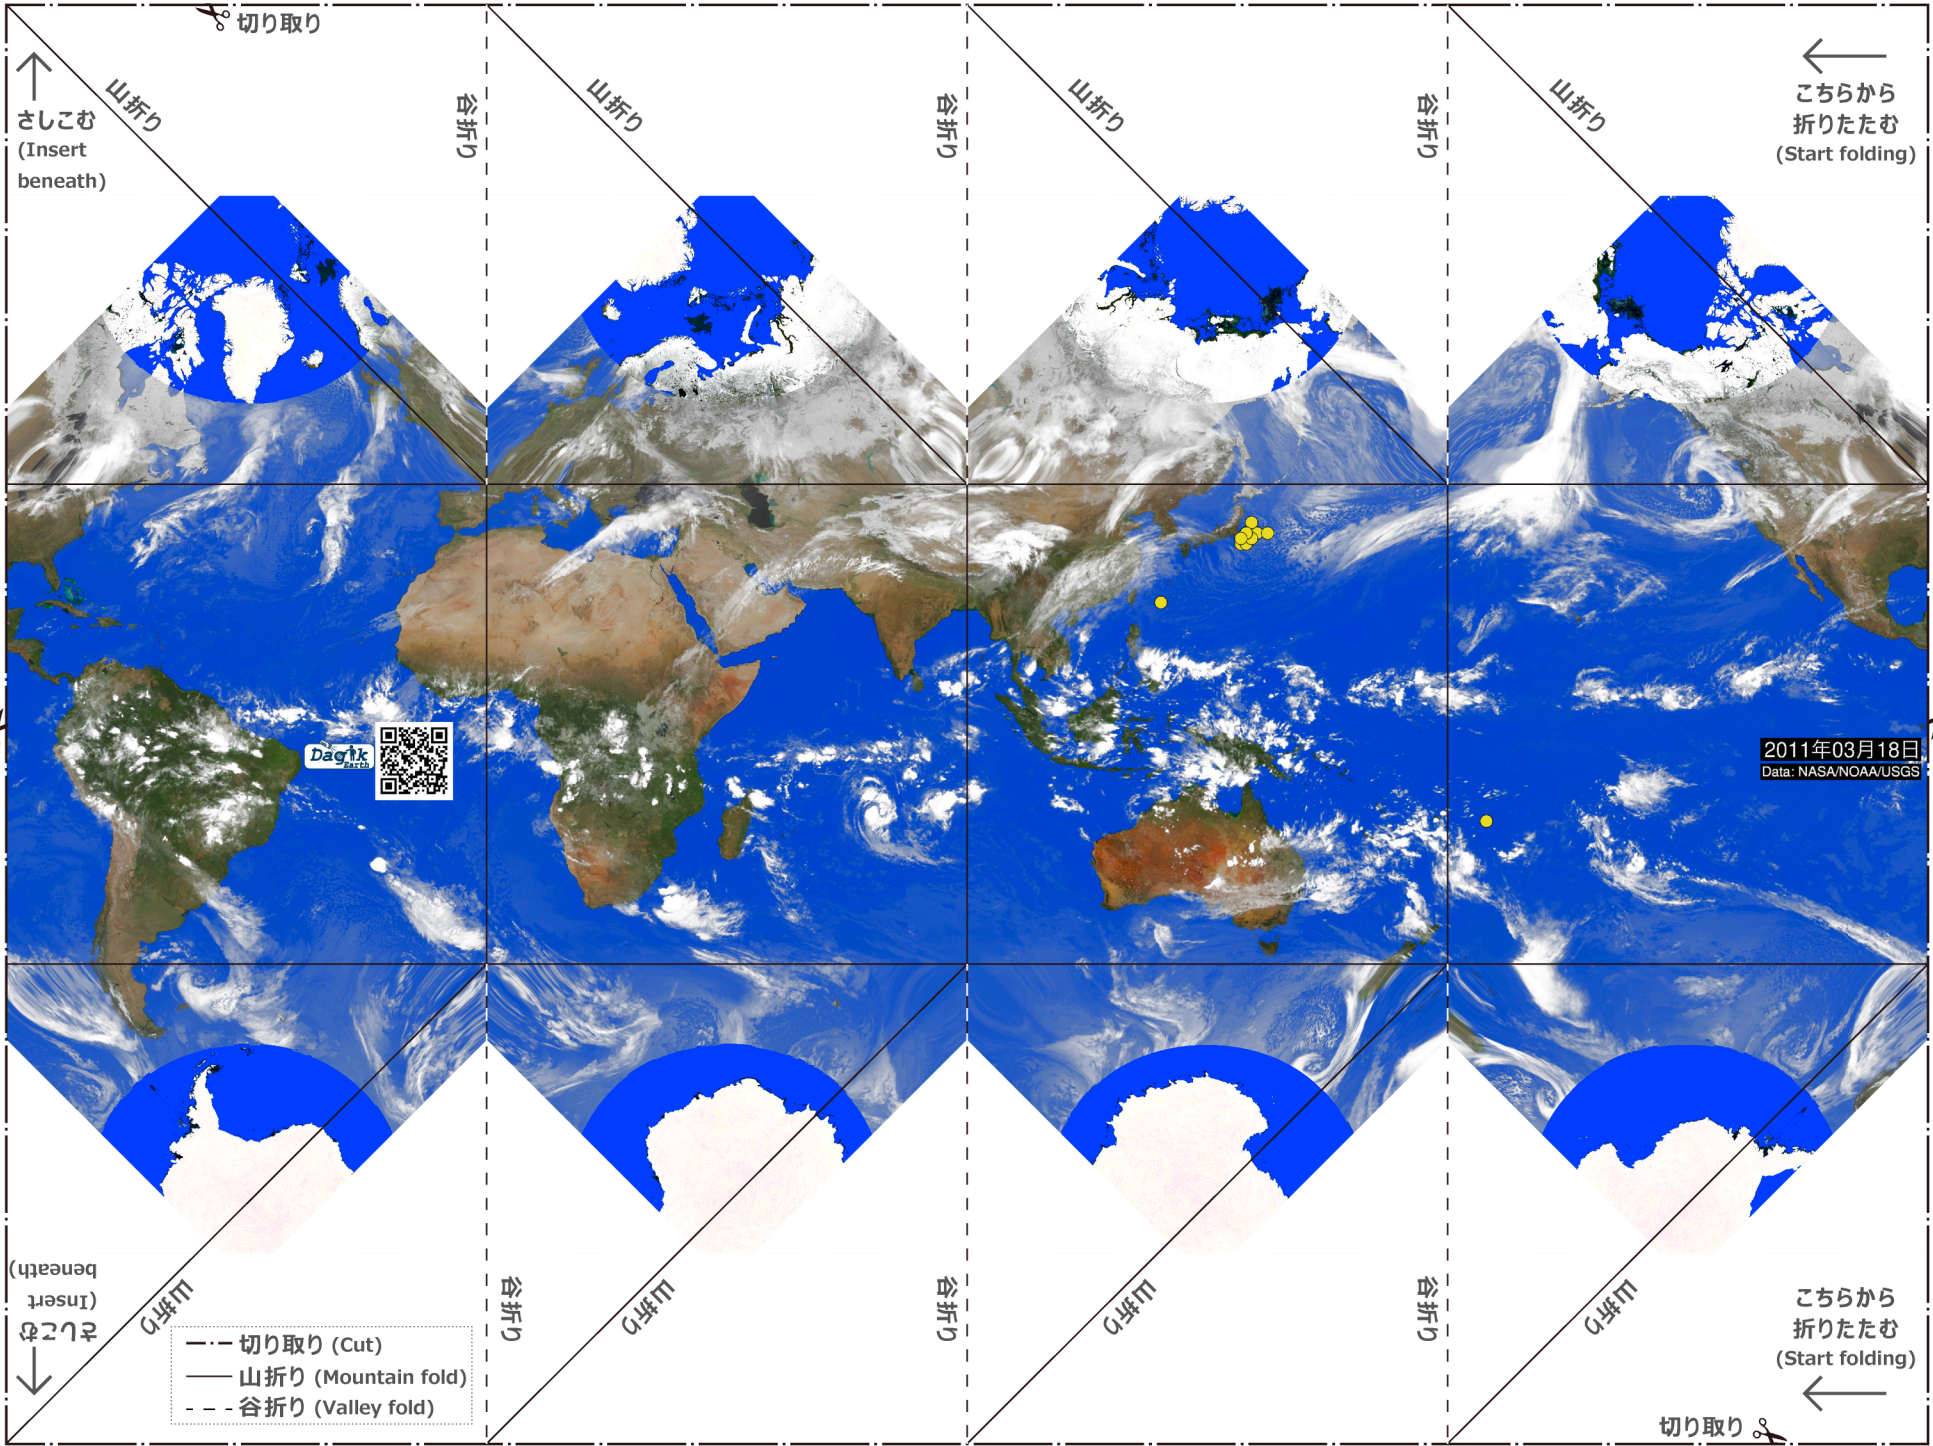 切り取り
山折り
谷折り
山折り
谷折り
山折り
谷折り
山折り
さしこむ
(Insert
beneath)
こちらから
折りたたむ
(Start folding)
Dagik
Earth
2011年03月18日
Data: NASA/NOAA/USGS
さしこむ
(Insert
beneath)
山折り
谷折り
山折り
谷折り
山折り
谷折り
山折り
切り取り (Cut)
山折り (Mountain fold)
谷折り (Valley fold)
こちらから
折りたたむ
(Start folding)
切り取り